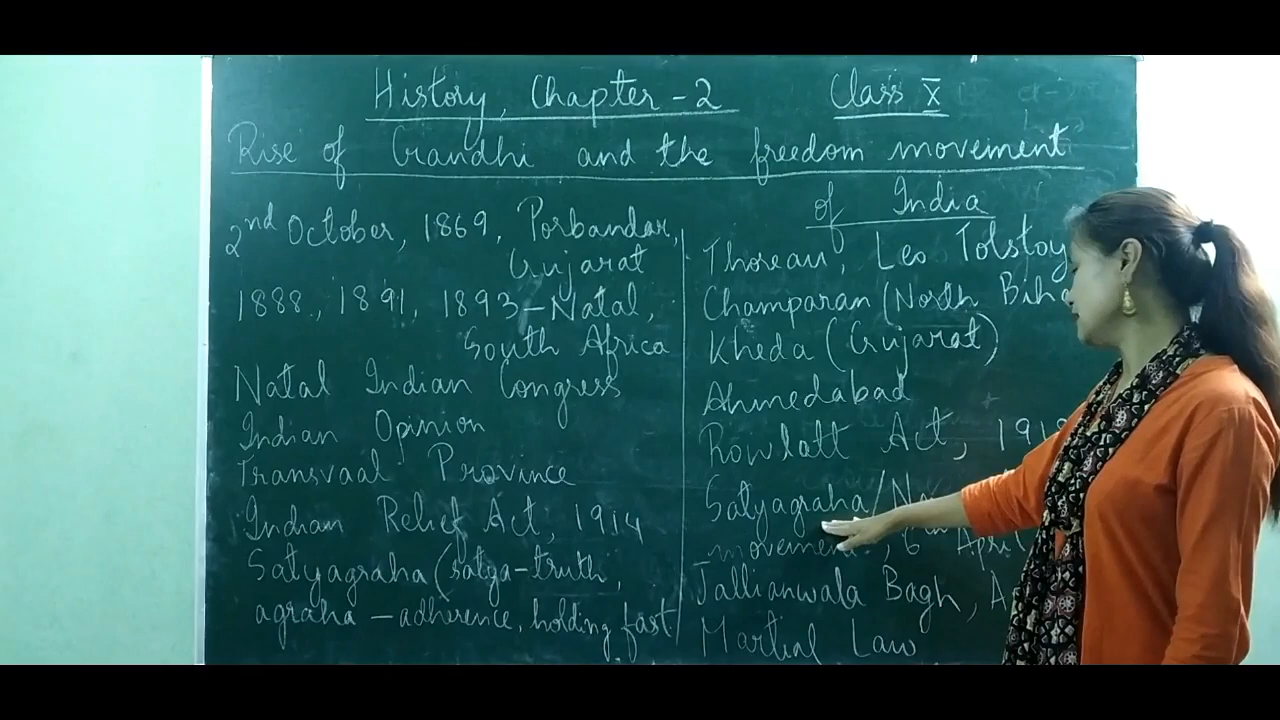 History, Chapter - 2
Class X
Rise of Gandhi and the freedom movement
of India
2nd October, 1869, Porbandar,
Gujarat
1888, 1891, 1893 - Natal,
South Africa
Natal Indian Congress
Indian Opinion
Transvaal Province
Indian Relief Act, 1914
Satyagraha (satya - truth,
agraha - adherence, holding fast
Thoreau, Leo Tolstoy
Champaran (North
Kheda (Gujarat)
Ahmedabad
Rowlatt Act,
Satyagraha /
movement, 6th April
Jallianwala Bagh,
Martial Law